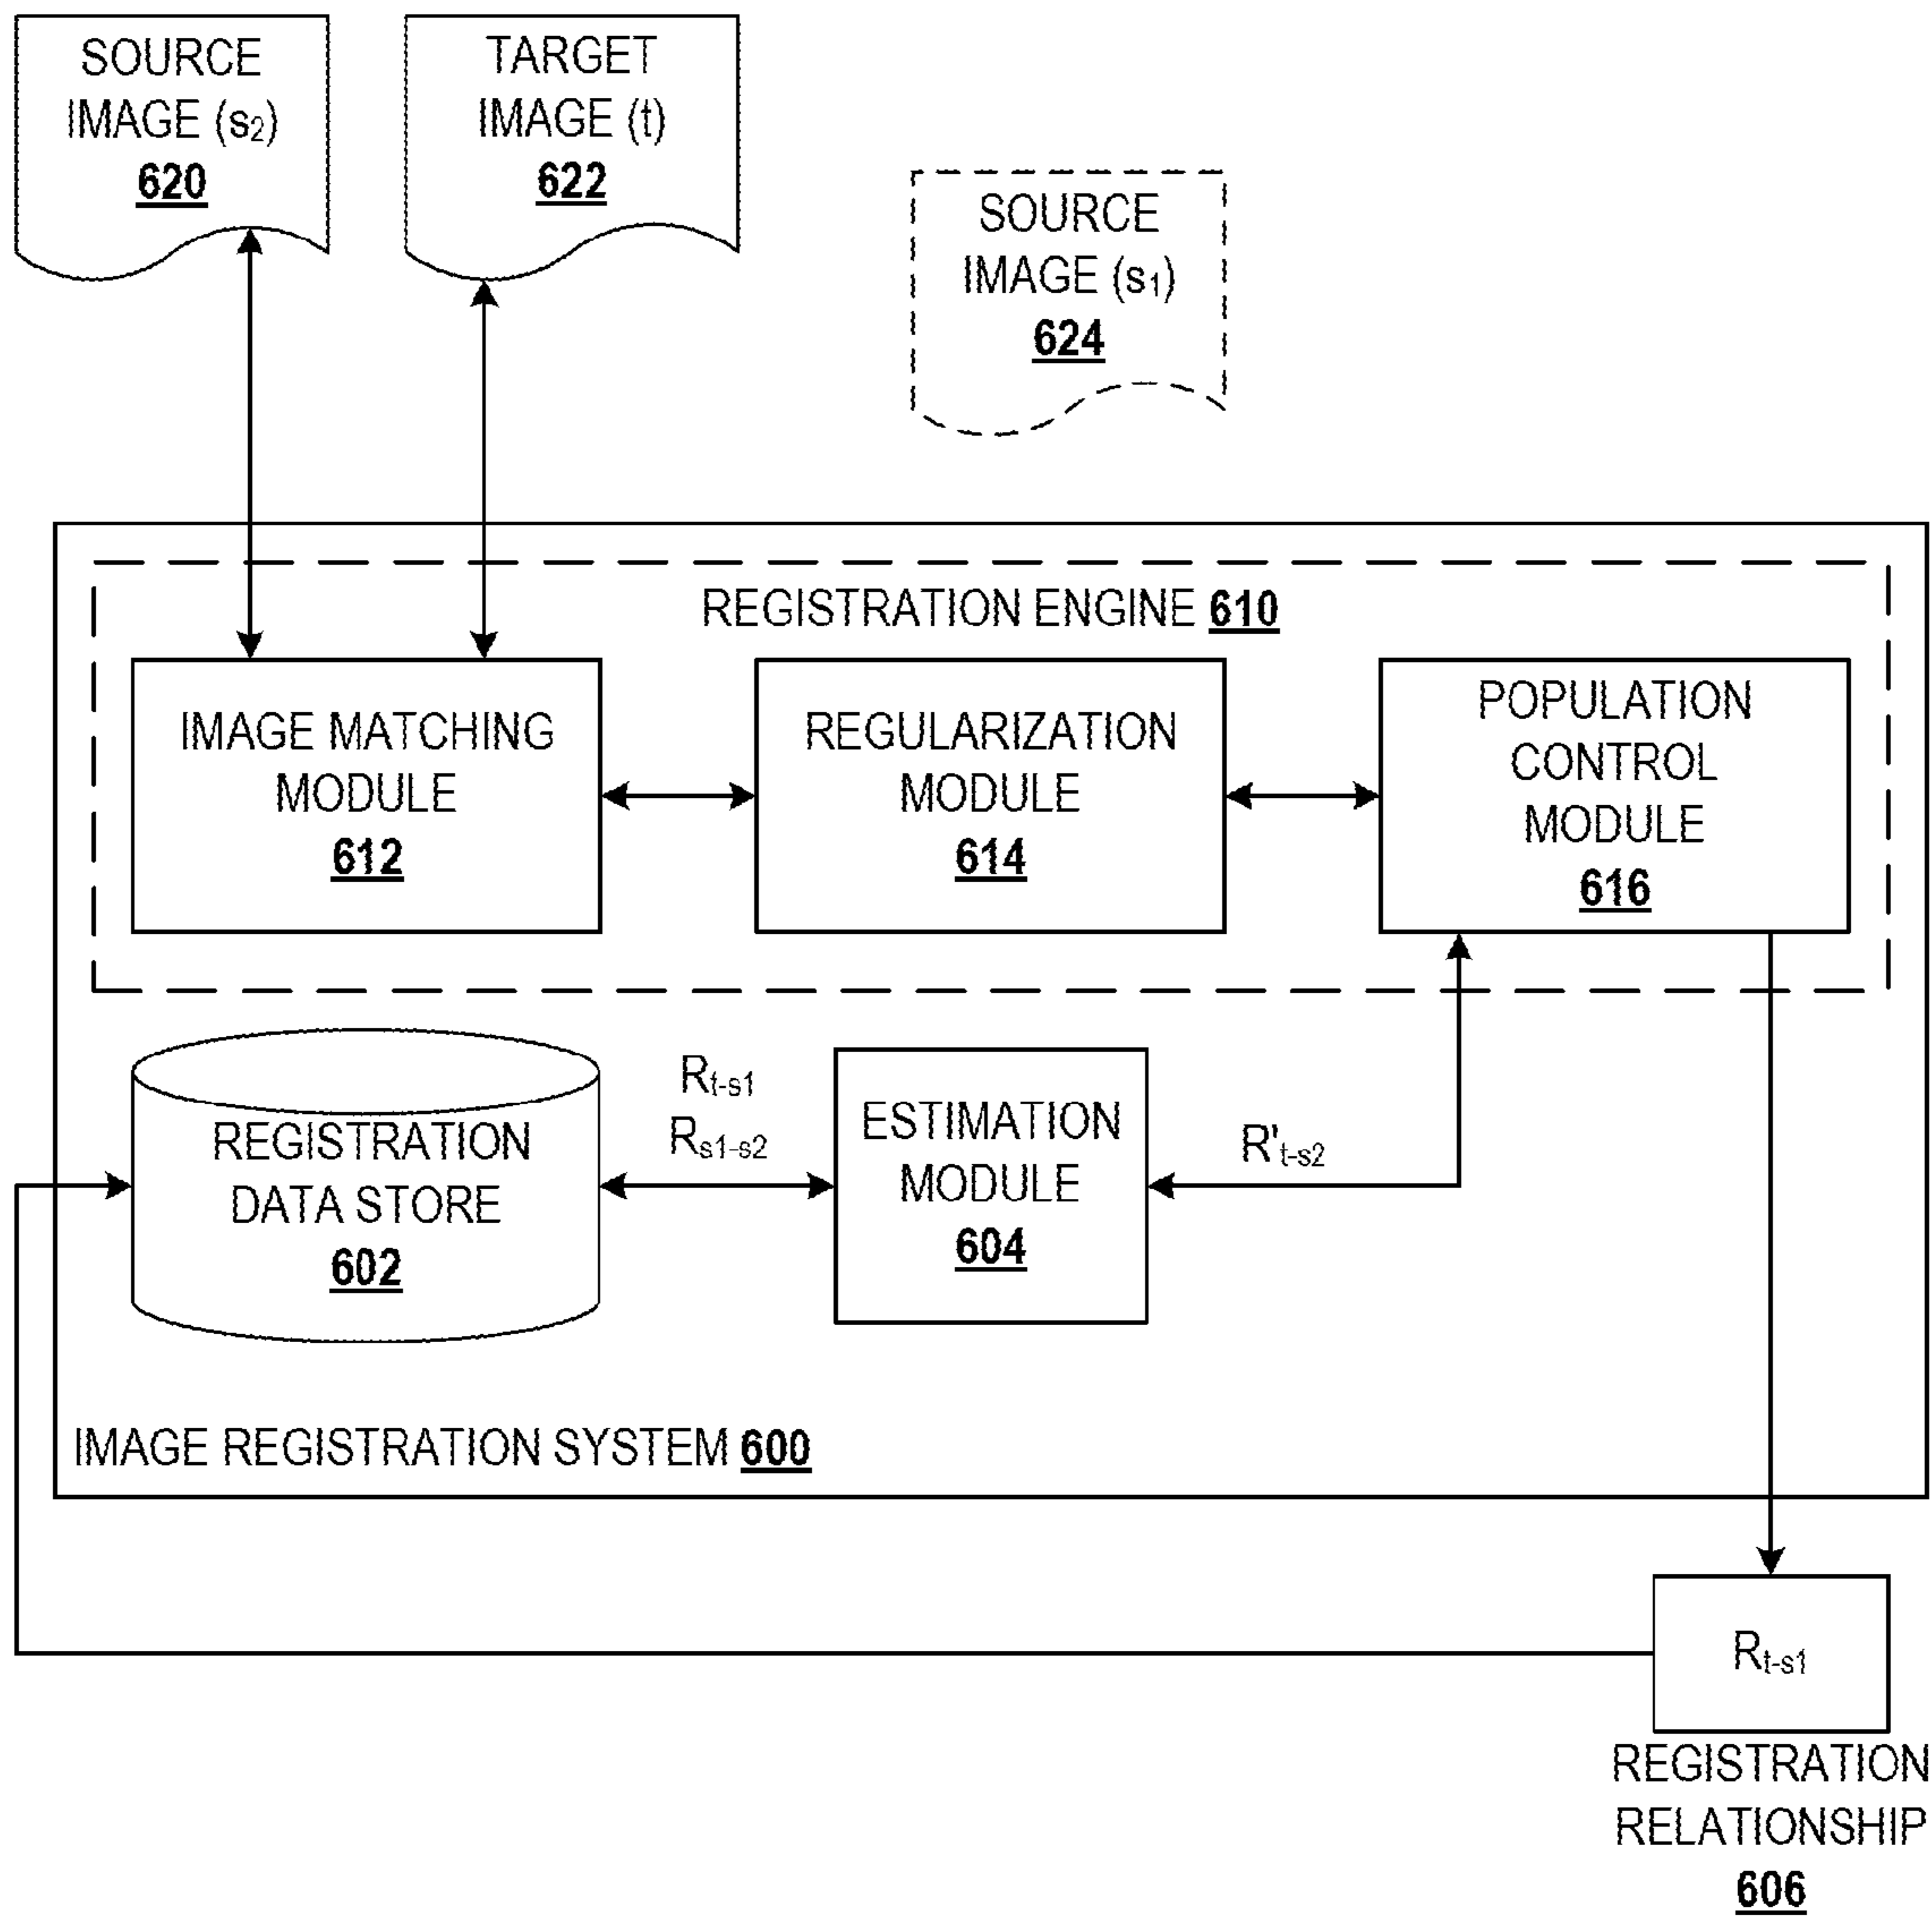 SOURCE
IMAGE (s2)
620
TARGET
IMAGE (t)
622
SOURCE
IMAGE (s1)
624
REGISTRATION ENGINE 610
IMAGE MATCHING
MODULE
612
REGULARIZATION
MODULE
614
POPULATION
CONTROL
MODULE
616
REGISTRATION
DATA STORE
602
Rt-s1
Rs1-s2
ESTIMATION
MODULE
604
R't-s2
IMAGE REGISTRATION SYSTEM 600
Rt-s1
REGISTRATION
RELATIONSHIP
606